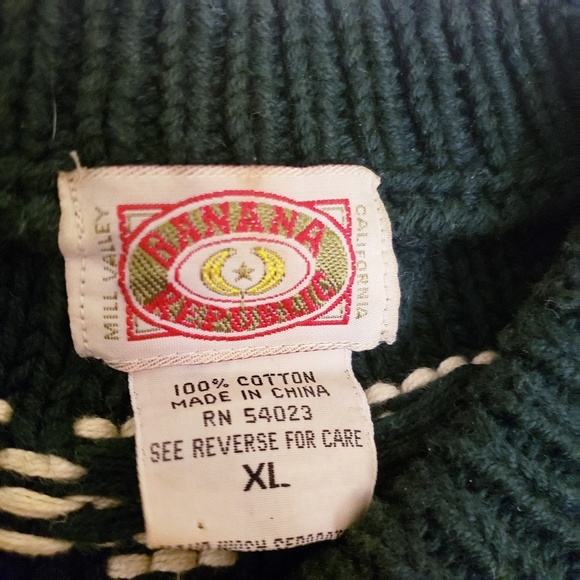 MILL VALLEY
BANANA
REPUBLIC
CALIFORNIA
100% COTTON
MADE IN CHINA
RN 54023
SEE REVERSE FOR CARE
XL